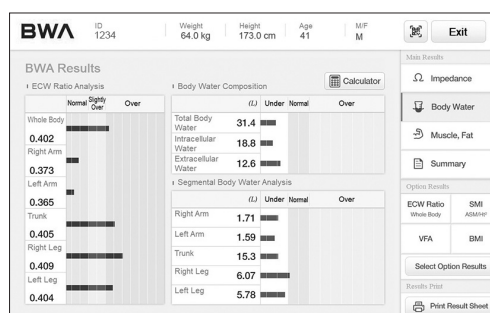 BWA
ID
1234
Weight
64.0 kg
Height
173.0 cm
Age
41
M/F
M
Exit
BWA Results
ECW Ratio Analysis
Normal Slightly Over Over
Whole Body
0.402
Right Arm
0.373
Left Arm
0.365
Trunk
0.405
Right Leg
0.409
Left Leg
0.404
Calculator
Body Water Composition
(L) Under Normal Over
Total Body
Water 31.4
Intracellular
Water 18.8
Extracellular
Water 12.6
Segmental Body Water Analysis
(L) Under Normal Over
Right Arm 1.71
Left Arm 1.59
Trunk 15.3
Right Leg 6.07
Left Leg 5.78
Main Results
Ω Impedance
Body Water
Muscle, Fat
Summary
Option Results
ECW Ratio
Whole Body
SMI
ASM/Ht²
VFA
BMI
Select Option Results
Results Print
Print Result Sheet